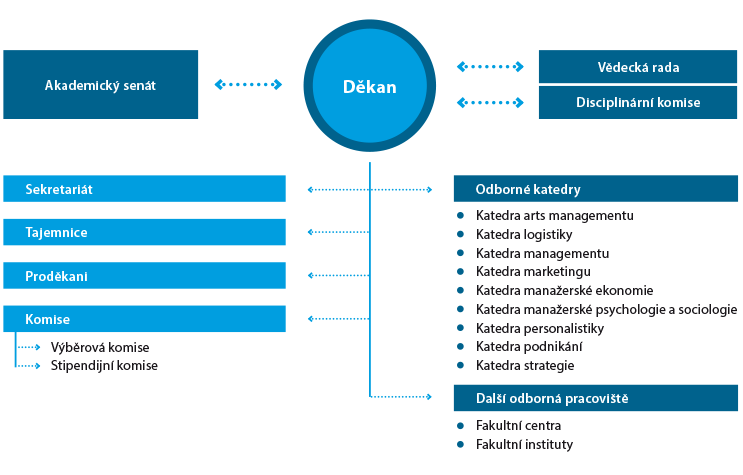 Akademický senát
Děkan
Vědecká rada
Disciplinární komise
Sekretariát
Tajemnice
Proděkani
Komise
Výběrová komise
Stipendijní komise
Odborné katedry
Katedra arts managementu
Katedra logistiky
Katedra managementu
Katedra marketingu
Katedra manažerské ekonomie
Katedra manažerské psychologie a sociologie
Katedra personalistiky
Katedra podnikání
Katedra strategie
Další odborná pracoviště
Fakultní centra
Fakultní instituty